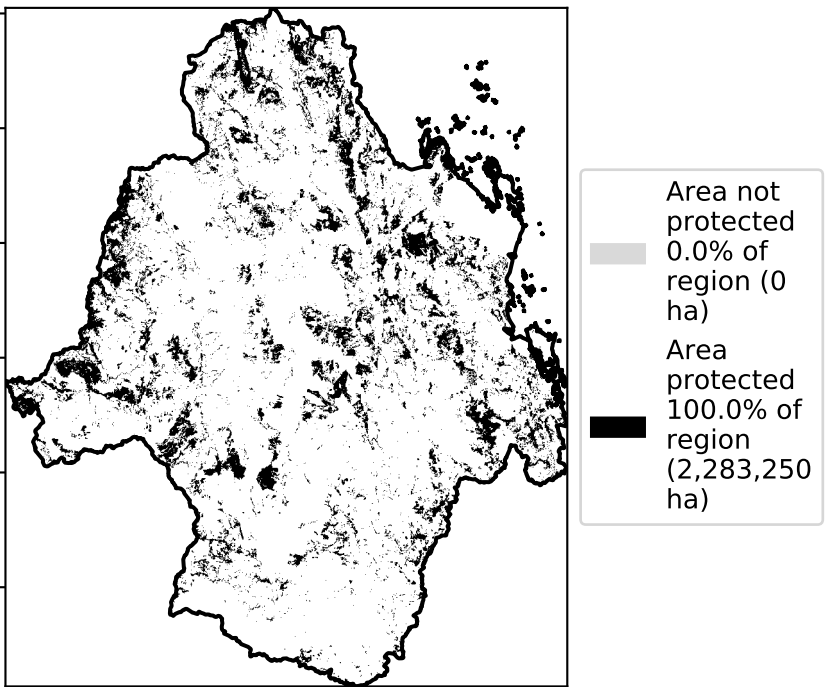 Area not
protected
0.0% of
region (0
ha)
Area
protected
100.0% of
region
(2,283,250
ha)